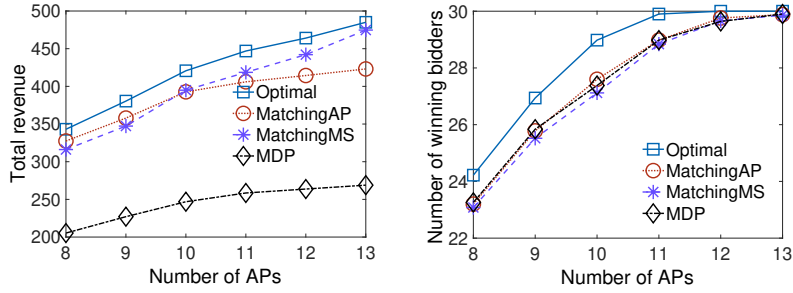 500
450
400
350
300
250
200
Total revenue
Optimal
MatchingAP
MatchingMS
MDP
8
9
10
11
12
13
Number of APs
30
28
26
24
22
Number of winning bidders
Optimal
MatchingAP
MatchingMS
MDP
8
9
10
11
12
13
Number of APs